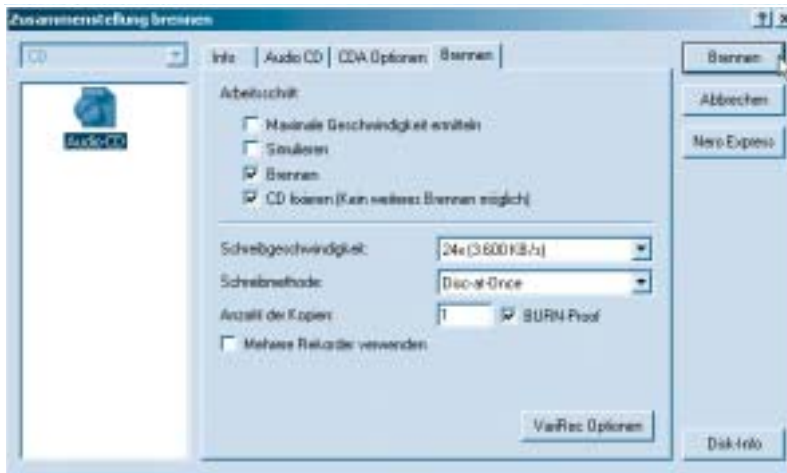 Zusammenstellung brennen
CD
Audio-CD
Info Audio CD CDA Optionen Brennen
Arbeitsschritt
Maximale Geschwindigkeit ermitteln
Simulieren
Brennen
CD fixieren (Kein weiteres Brennen möglich)
Schreibgeschwindigkeit: 24x (3.600 KB/s)
Schreibmethode: Disc-at-Once
Anzahl der Kopien: 1 BURN-Proof
Mehrere Rekorder verwenden
VariRec Optionen
Brennen
Abbrechen
Nero Express
Disk-Info